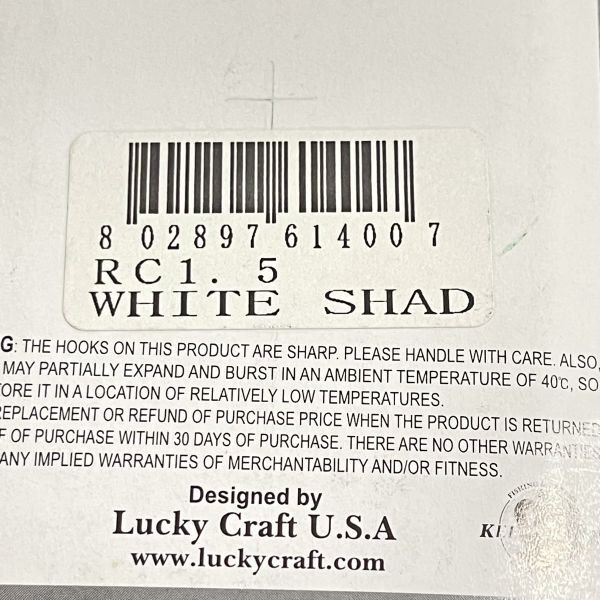 8 02897 61400 7
RC1. 5
WHITE SHAD
G: THE HOOKS ON THIS PRODUCT ARE SHARP. PLEASE HANDLE WITH CARE. ALSO,
MAY PARTIALLY EXPAND AND BURST IN AN AMBIENT TEMPERATURE OF 40℃, SO
ORE IT IN A LOCATION OF RELATIVELY LOW TEMPERATURES.
REPLACEMENT OR REFUND OF PURCHASE PRICE WHEN THE PRODUCT IS RETURNED
F OF PURCHASE WITHIN 30 DAYS OF PURCHASE. THERE ARE NO OTHER WARRANTIES
ANY IMPLIED WARRANTIES OF MERCHANTABILITY AND/OR FITNESS.
Designed by
Lucky Craft U.S.A
www.luckycraft.com
FISHING